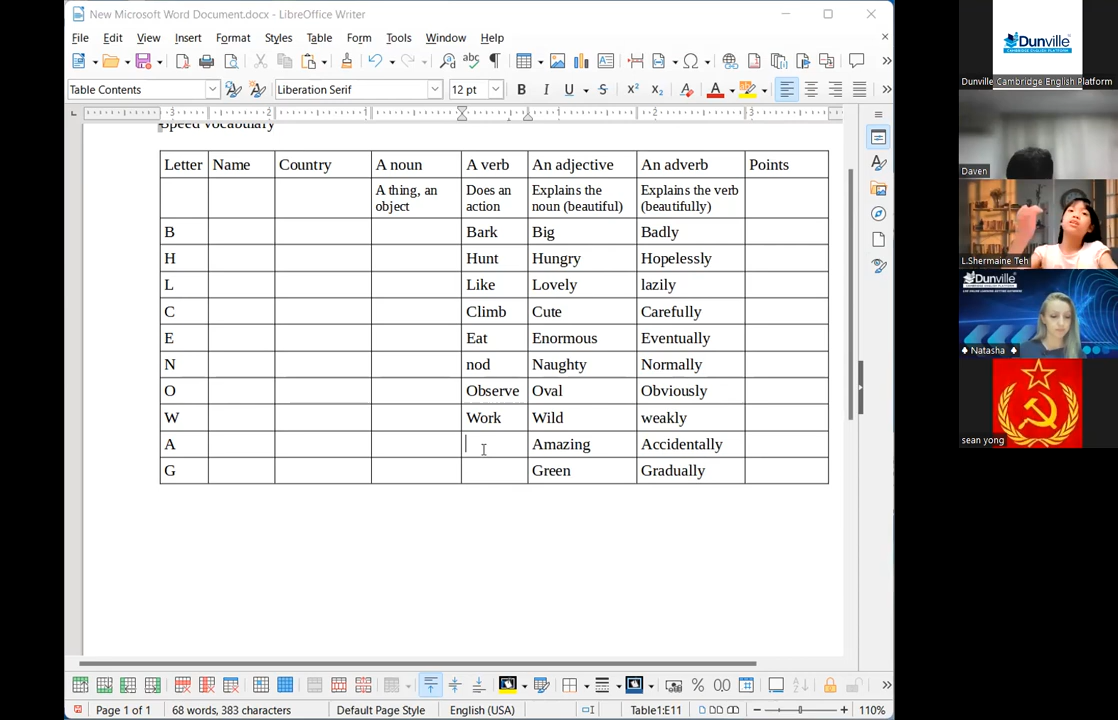 New Microsoft Word Document.docx - LibreOffice Writer
File Edit View Insert Format Styles Table Form Tools Window Help
Table Contents Liberation Serif 12 pt
Speed vocabulary
Letter Name Country A noun A verb An adjective An adverb Points
A thing, an object Does an action Explains the noun (beautiful) Explains the verb (beautifully)
B Bark Big Badly
H Hunt Hungry Hopelessly
L Like Lovely lazily
C Climb Cute Carefully
E Eat Enormous Eventually
N nod Naughty Normally
O Observe Oval Obviously
W Work Wild weakly
A Amazing Accidentally
G Green Gradually
Page 1 of 1 68 words, 383 characters Default Page Style English (USA) Table1:E11 110%
Dunville
CAMBRIDGE ENGLISH PLATFORM
Dunville Cambridge English Platform
Daven
L.Shermaine Teh
Dunville
Natasha
sean yong